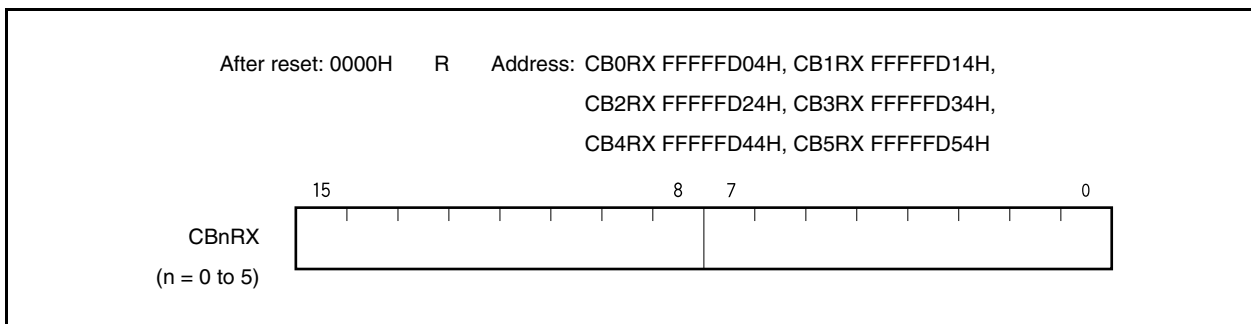 After reset: 0000H R Address: CB0RX FFFFFD04H, CB1RX FFFFFD14H,
CB2RX FFFFFD24H, CB3RX FFFFFD34H,
CB4RX FFFFFD44H, CB5RX FFFFFD54H
15 8 7 0
CBnRX
(n = 0 to 5)